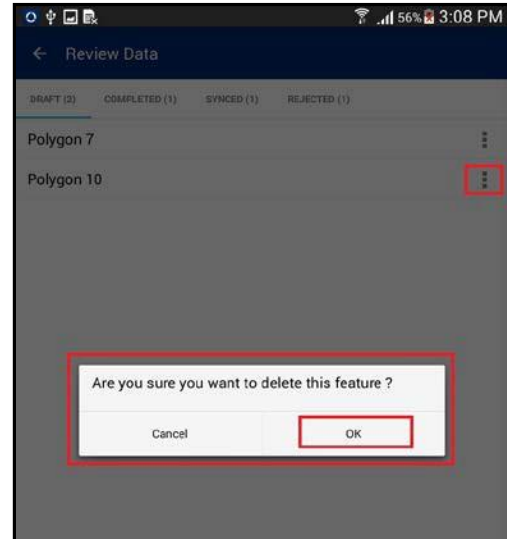 56% 3:08 PM
Review Data
DRAFT (2) COMPLETED (1) SYNCED (1) REJECTED (1)
Polygon 7
Polygon 10
Are you sure you want to delete this feature ?
Cancel OK